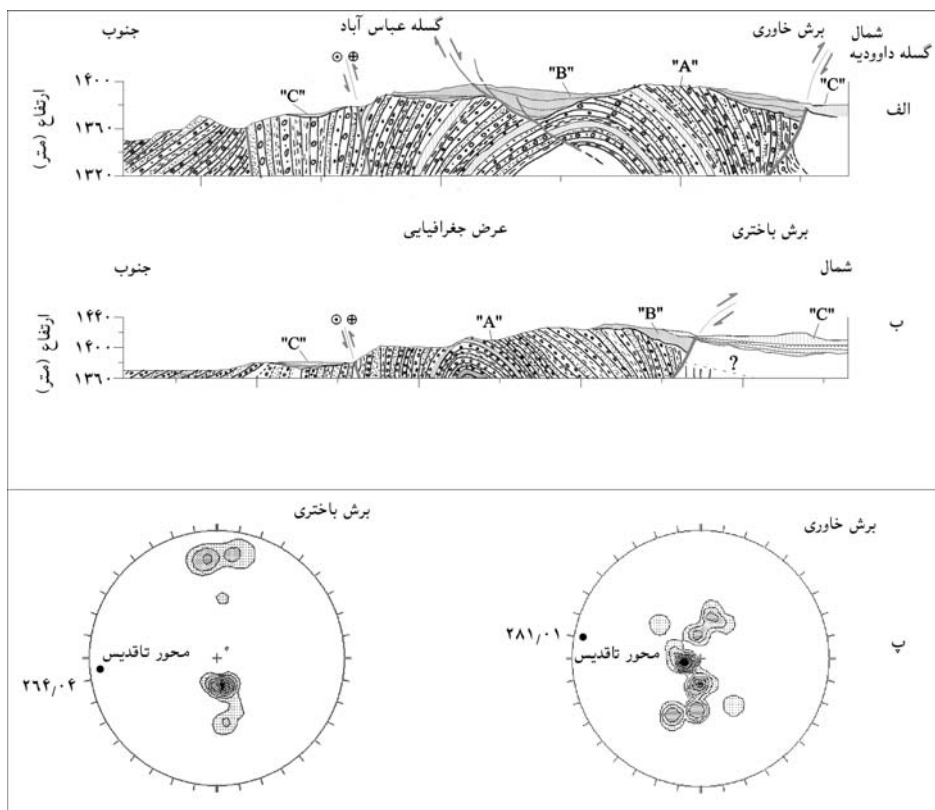 شمال
برش خاوری
گسله عباس آباد
جنوب
گسله داوودیه
"A"
"B"
"C"
"C"
الف
ارتفاع (متر)
۱۴۰۰
۱۳۶۰
۱۳۲۰
برش باختری
عرض جغرافیایی
شمال
جنوب
ب
"C"
"B"
"A"
"C"
?
ارتفاع (متر)
۱۴۴۰
۱۴۰۰
۱۳۶۰
برش خاوری
برش باختری
پ
محور تاقدیس
۲۸۱٫۰۱
محور تاقدیس
۲۶۴٫۰۴